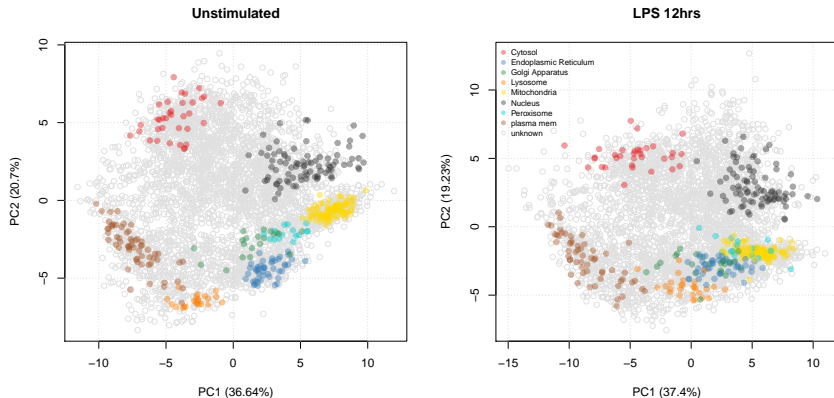 Unstimulated
10
5
0
−5
PC2 (20.7%)
−10
−5
0
5
10
PC1 (36.64%)
LPS 12hrs
Cytosol
Endoplasmic Reticulum
Golgi Apparatus
Lysosome
Mitochondria
Nucleus
Peroxisome
plasma mem
unknown
10
5
0
−5
PC2 (19.23%)
−15
−10
−5
0
5
10
PC1 (37.4%)